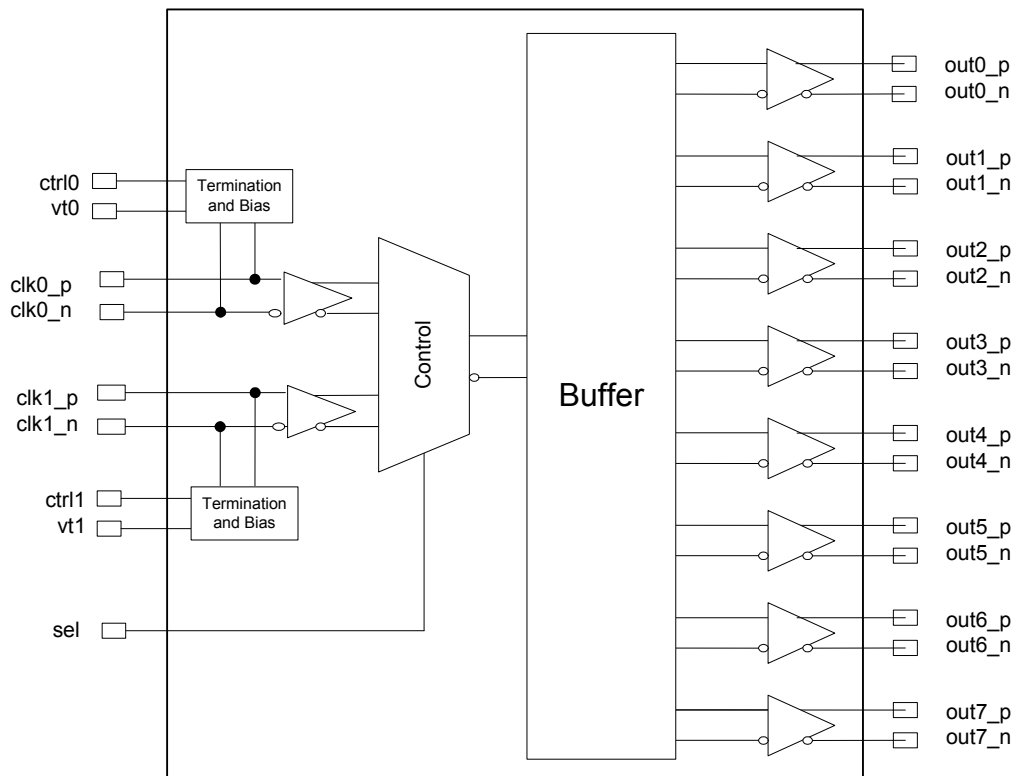 ctrl0
vt0
Termination
and Bias
clk0_p
clk0_n
clk1_p
clk1_n
ctrl1
vt1
Termination
and Bias
sel
Control
Buffer
out0_p
out0_n
out1_p
out1_n
out2_p
out2_n
out3_p
out3_n
out4_p
out4_n
out5_p
out5_n
out6_p
out6_n
out7_p
out7_n